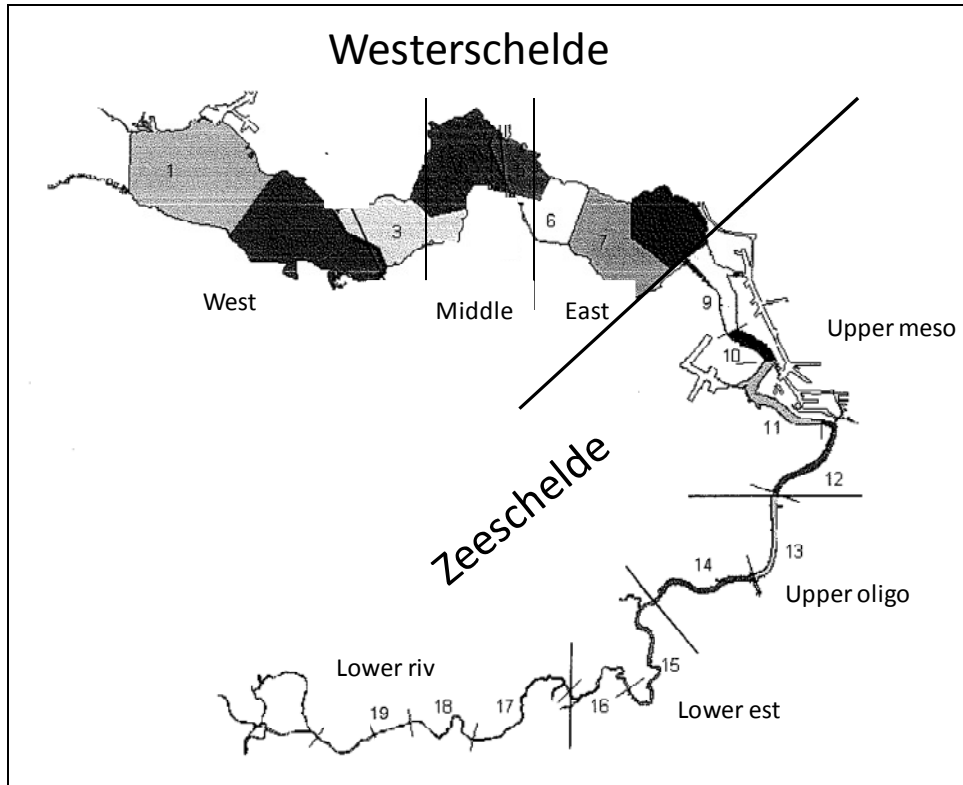 Westerschelde
1
3
6
7
West
Middle
East
9
Upper meso
10
11
12
Zeeschelde
13
14
Upper oligo
15
Lower riv
16
17
18
19
Lower est